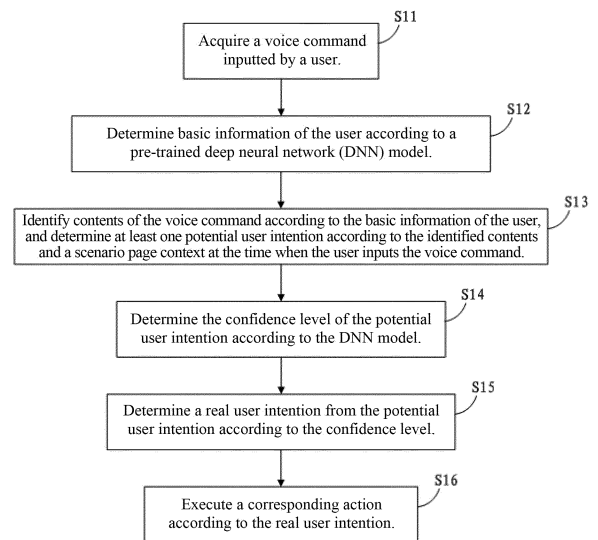 S11
Acquire a voice command
inputted by a user.
S12
Determine basic information of the user according to a
pre-trained deep neural network (DNN) model.
S13
Identify contents of the voice command according to the basic information of the user,
and determine at least one potential user intention according to the identified contents
and a scenario page context at the time when the user inputs the voice command.
S14
Determine the confidence level of the potential
user intention according to the DNN model.
S15
Determine a real user intention from the potential
user intention according to the confidence level.
S16
Execute a corresponding action
according to the real user intention.